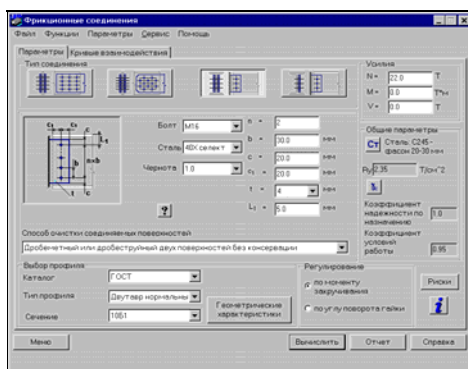 Фрикционные соединения
Файл Функции Параметры Сервис Помощь
Параметры Кривые взаимодействия
Тип соединения
Усилия
N = 22.0 Т
M = 0.0 Т*м
V = 0.0 Т
Болт М16
Сталь 40Х селект
Чернота 1.0
n = 2
b = 30.0 мм
c = 20.0 мм
c₁ = 20.0 мм
t = 4 мм
L₁ = 5.0 мм
Общие параметры
Ст Сталь: С245-
фасон 20-30 мм
Ry 2.35 Т/см^2
Коэффициент
надежности по
назначению 1.0
Коэффициент
условий
работы 0.95
Способ очистки соединяемых поверхностей
Дробеметный или дробеструйный двух поверхностей без консервации
Выбор профиля
Каталог ГОСТ
Тип профиля Двутавр нормальны
Сечение 10Б1
Геометрические
характеристики
Регулирование
по моменту
закручивания
по углу поворота гайки
Риски
Меню Вычислить Отчет Справка